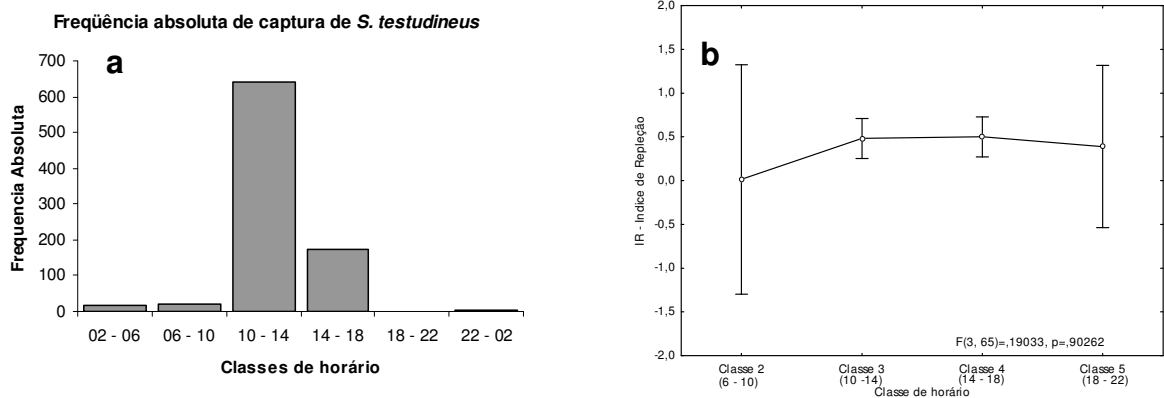 Freqüência absoluta de captura de S. testudineus
a
Frequencia Absoluta
700
600
500
400
300
200
100
0
02 - 06 06 - 10 10 - 14 14 - 18 18 - 22 22 - 02
Classes de horário
b
IR - Indice de Repleção
2,0
1,5
1,0
0,5
0,0
-0,5
-1,0
-1,5
-2,0
F(3, 65)=,19033, p=,90262
Classe 2 Classe 3 Classe 4 Classe 5
(6 - 10) (10 -14) (14 - 18) (18 - 22)
Classe de horário